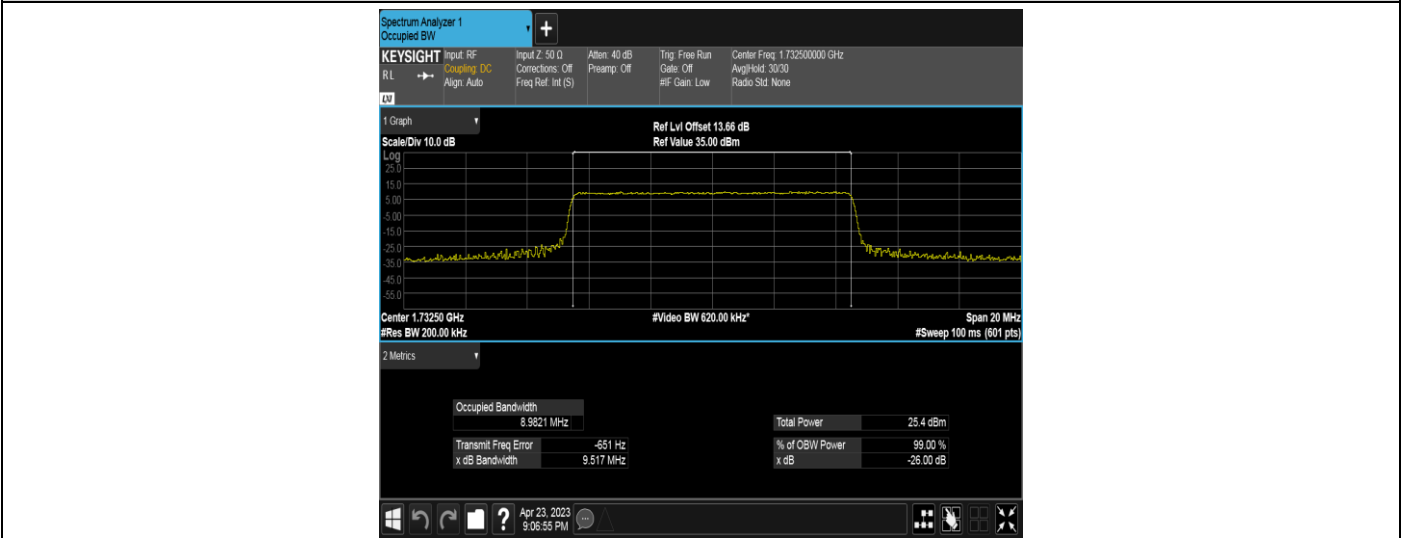 Spectrum Analyzer 1
Occupied BW
+
KEYSIGHT
RL
LXI
Input: RF
Coupling: DC
Align: Auto
Input Z: 50 Ω
Corrections: Off
Freq Ref: Int (S)
Atten: 40 dB
Preamp: Off
Trig: Free Run
Gate: Off
#IF Gain: Low
Center Freq: 1.732500000 GHz
Avg|Hold: 30/30
Radio Std: None
1 Graph
Scale/Div 10.0 dB
Ref Lvl Offset 13.66 dB
Ref Value 35.00 dBm
Log
25.0
15.0
5.00
-5.00
-15.0
-25.0
-35.0
-45.0
-55.0
Center 1.73250 GHz
#Video BW 620.00 kHz*
Span 20 MHz
#Res BW 200.00 kHz
#Sweep 100 ms (601 pts)
2 Metrics
Occupied Bandwidth
8.9821 MHz
Total Power 25.4 dBm
Transmit Freq Error -651 Hz
% of OBW Power 99.00 %
x dB Bandwidth 9.517 MHz
x dB -26.00 dB
?
Apr 23, 2023
9:06:55 PM